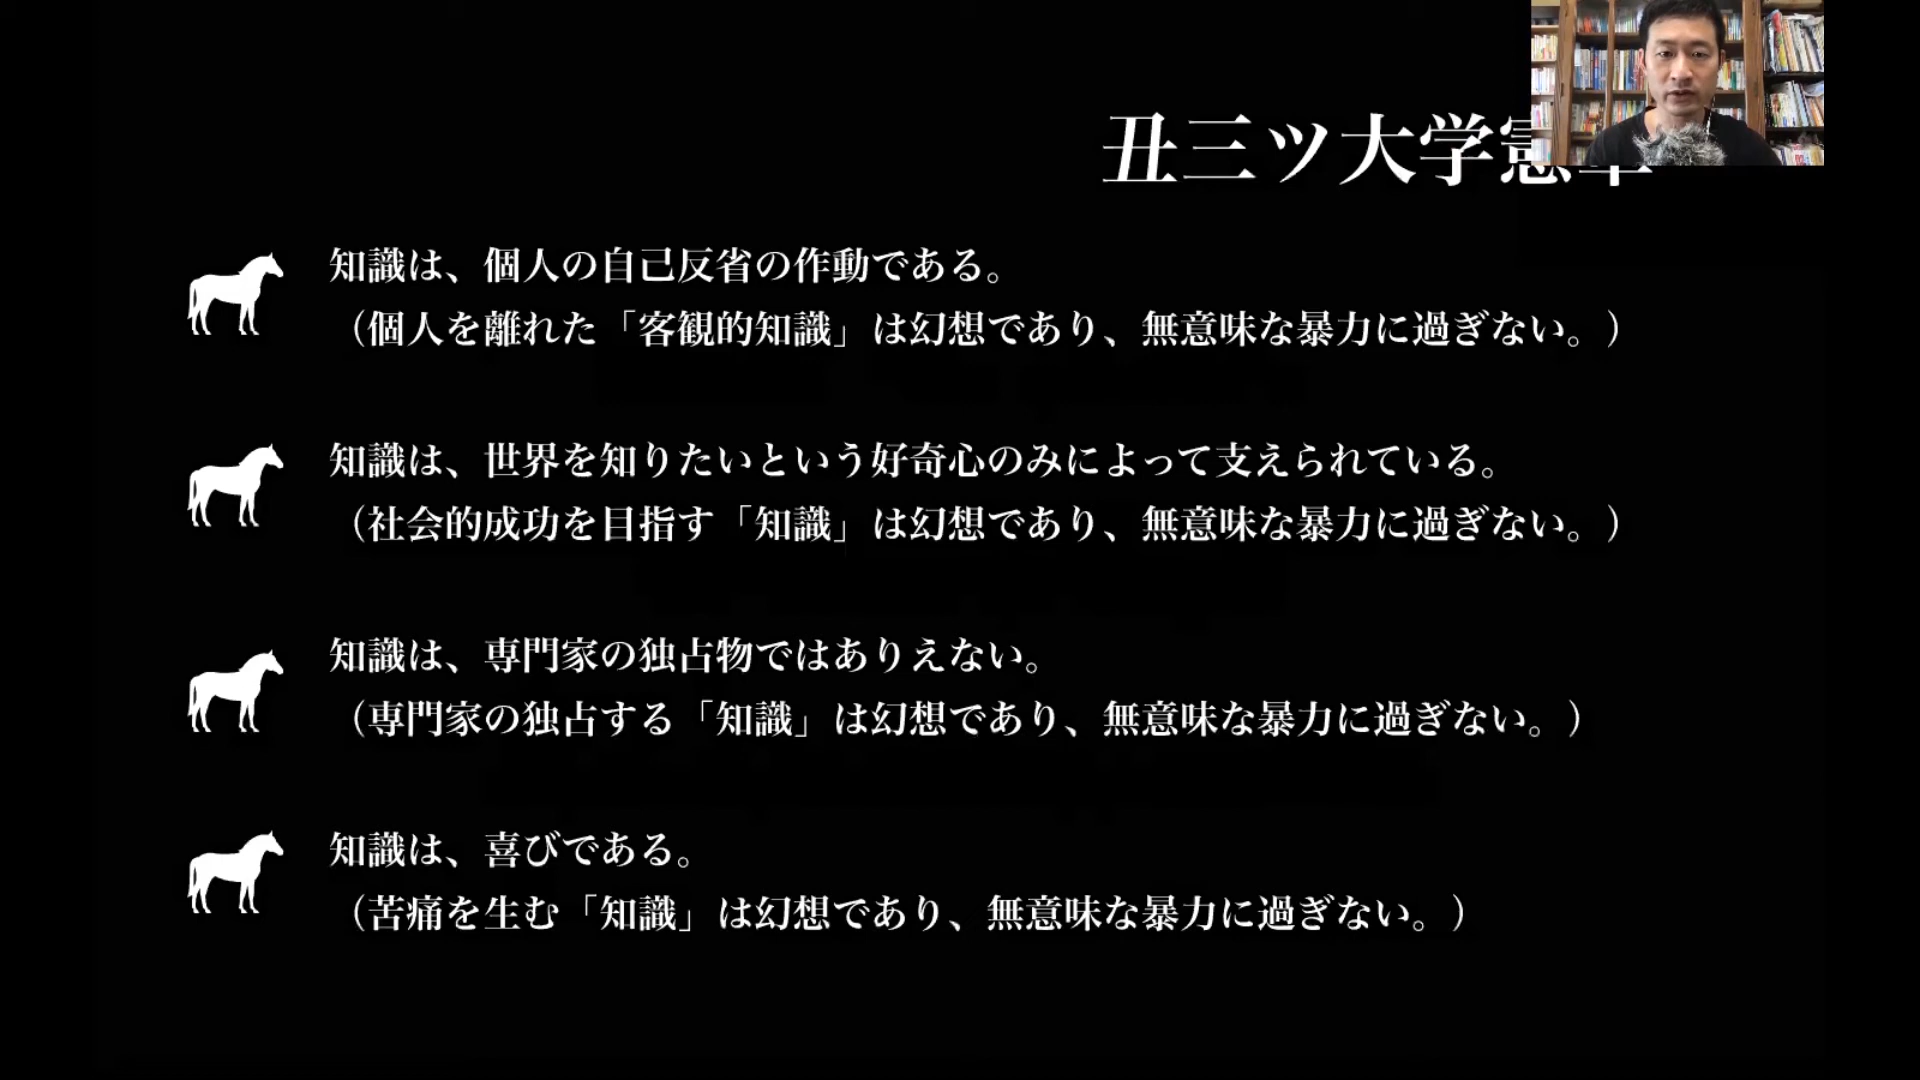 丑三ツ大学憲章
知識は、個人の自己反省の作動である。
（個人を離れた「客観的知識」は幻想であり、無意味な暴力に過ぎない。）
知識は、世界を知りたいという好奇心のみによって支えられている。
（社会的成功を目指す「知識」は幻想であり、無意味な暴力に過ぎない。）
知識は、専門家の独占物ではありえない。
（専門家の独占する「知識」は幻想であり、無意味な暴力に過ぎない。）
知識は、喜びである。
（苦痛を生む「知識」は幻想であり、無意味な暴力に過ぎない。）